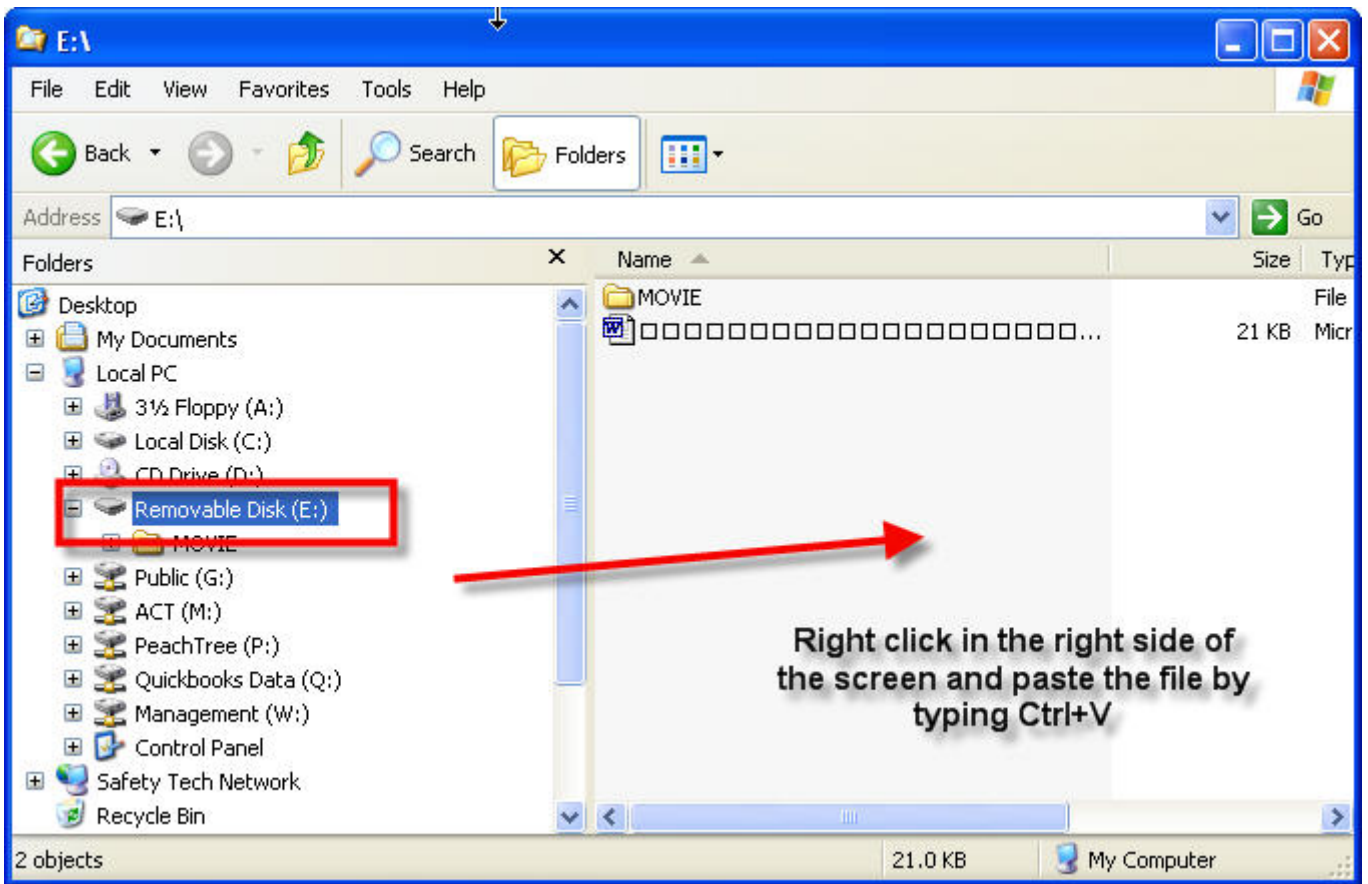 E:\
File Edit View Favorites Tools Help
Back Search Folders
Address E:\ Go
Folders
Name Size Typ
Desktop
My Documents
Local PC
3½ Floppy (A:)
Local Disk (C:)
CD Drive (D:)
Removable Disk (E:)
MOVIE
Public (G:)
ACT (M:)
PeachTree (P:)
Quickbooks Data (Q:)
Management (W:)
Control Panel
Safety Tech Network
Recycle Bin
MOVIE File
□□□□□□□□□□□□□□□□□□□□... 21 KB Micr
Right click in the right side of
the screen and paste the file by
typing Ctrl+V
2 objects 21.0 KB My Computer